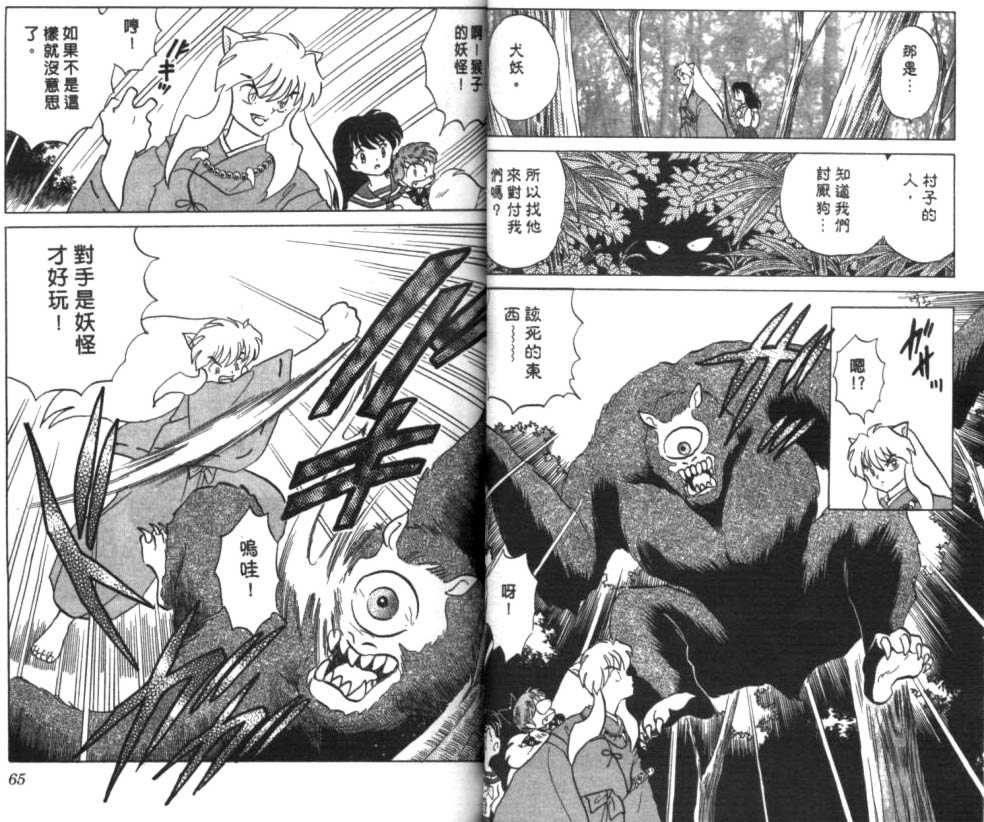 那是…
犬妖。
村子的
人，
知道我們
討厭狗…
所以找他
來對付我
們嗎？
嗯!?
ガサッ
該死的東
西~~~~
呀！
啊！猴子
的妖怪！
哼！
バキッ
如果不是這
樣就沒意思
了。
對手是妖怪
才好玩！
嗚哇！
65